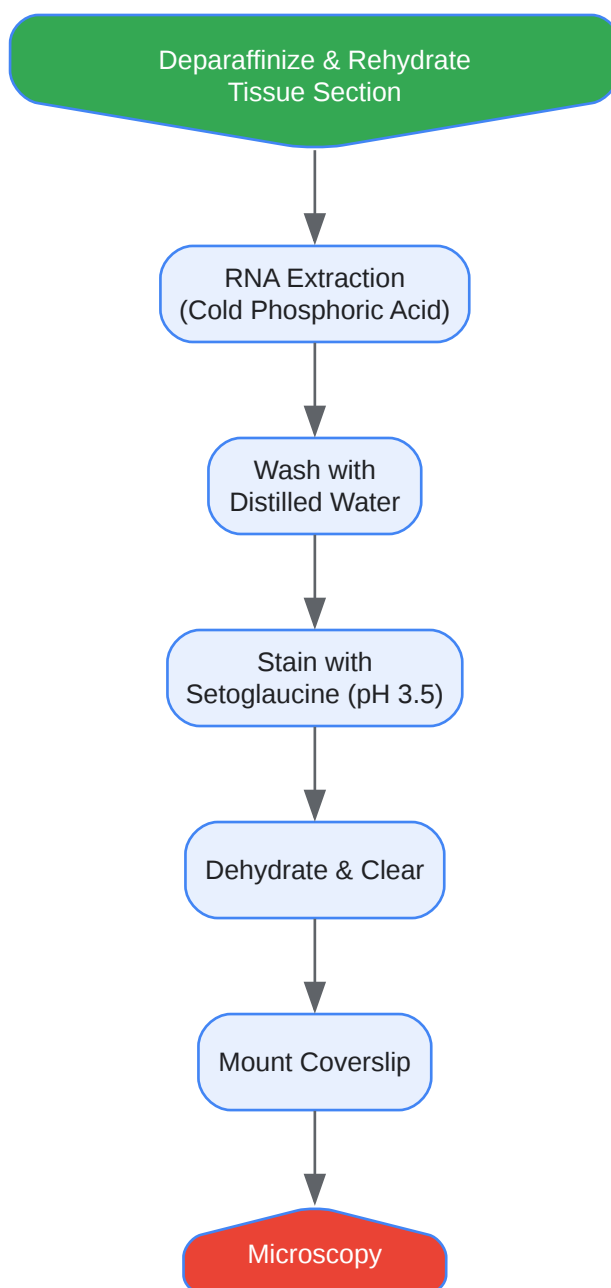 Deparaffinize & Rehydrate
Tissue Section
RNA Extraction
(Cold Phosphoric Acid)
Wash with
Distilled Water
Stain with
Setoglaucine (pH 3.5)
Dehydrate & Clear
Mount Coverslip
Microscopy